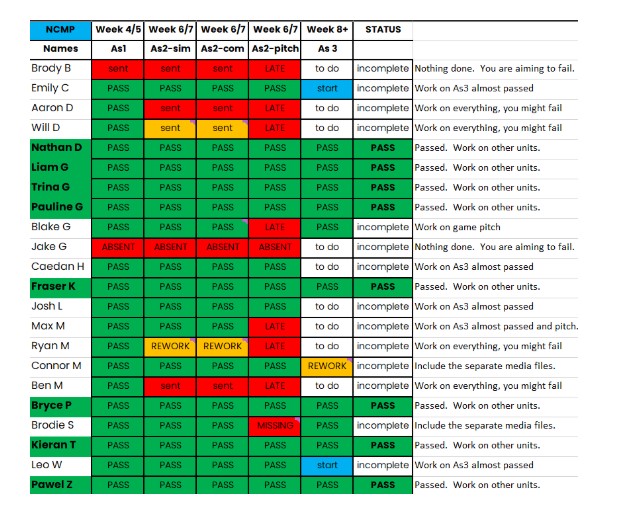 NCMP Week 4/5 Week 6/7 Week 6/7 Week 6/7 Week 8+ STATUS
Names As1 As2-sim As2-com As2-pitch As 3
Brody B sent sent sent LATE to do incomplete Nothing done. You are aiming to fail.
Emily C PASS PASS PASS PASS start incomplete Work on As3 almost passed
Aaron D PASS sent sent LATE to do incomplete Work on everything, you might fail
Will D PASS sent sent LATE to do incomplete Work on everything, you might fail
Nathan D PASS PASS PASS PASS PASS PASS Passed. Work on other units.
Liam G PASS PASS PASS PASS PASS PASS Passed. Work on other units.
Trina G PASS PASS PASS PASS PASS PASS Passed. Work on other units.
Pauline G PASS PASS PASS PASS PASS PASS Passed. Work on other units.
Blake G PASS PASS PASS LATE PASS incomplete Work on game pitch
Jake G ABSENT ABSENT ABSENT ABSENT to do incomplete Nothing done. You are aiming to fail.
Caedan H PASS PASS PASS PASS to do incomplete Work on As3 almost passed
Fraser K PASS PASS PASS PASS PASS PASS Passed. Work on other units.
Josh L PASS PASS PASS PASS to do incomplete Work on As3 almost passed
Max M PASS PASS PASS LATE to do incomplete Work on As3 almost passed and pitch.
Ryan M PASS REWORK REWORK LATE to do incomplete Work on everything, you might fail
Connor M PASS PASS PASS PASS REWORK incomplete Include the separate media files.
Ben M PASS sent sent LATE to do incomplete Work on everything, you might fail
Bryce P PASS PASS PASS PASS PASS PASS Passed. Work on other units.
Brodie S PASS PASS PASS MISSING PASS incomplete Include the separate media files.
Kieran T PASS PASS PASS PASS PASS PASS Passed. Work on other units.
Leo W PASS PASS PASS PASS start incomplete Work on As3 almost passed
Pawel Z PASS PASS PASS PASS PASS PASS Passed. Work on other units.